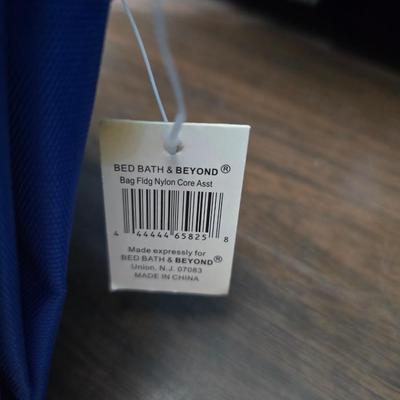 BED BATH & BEYOND®
Bag Fldg Nylon Core Asst
4 44444 65825 8
Made expressly for
BED BATH & BEYOND®
Union, N.J. 07083
MADE IN CHINA